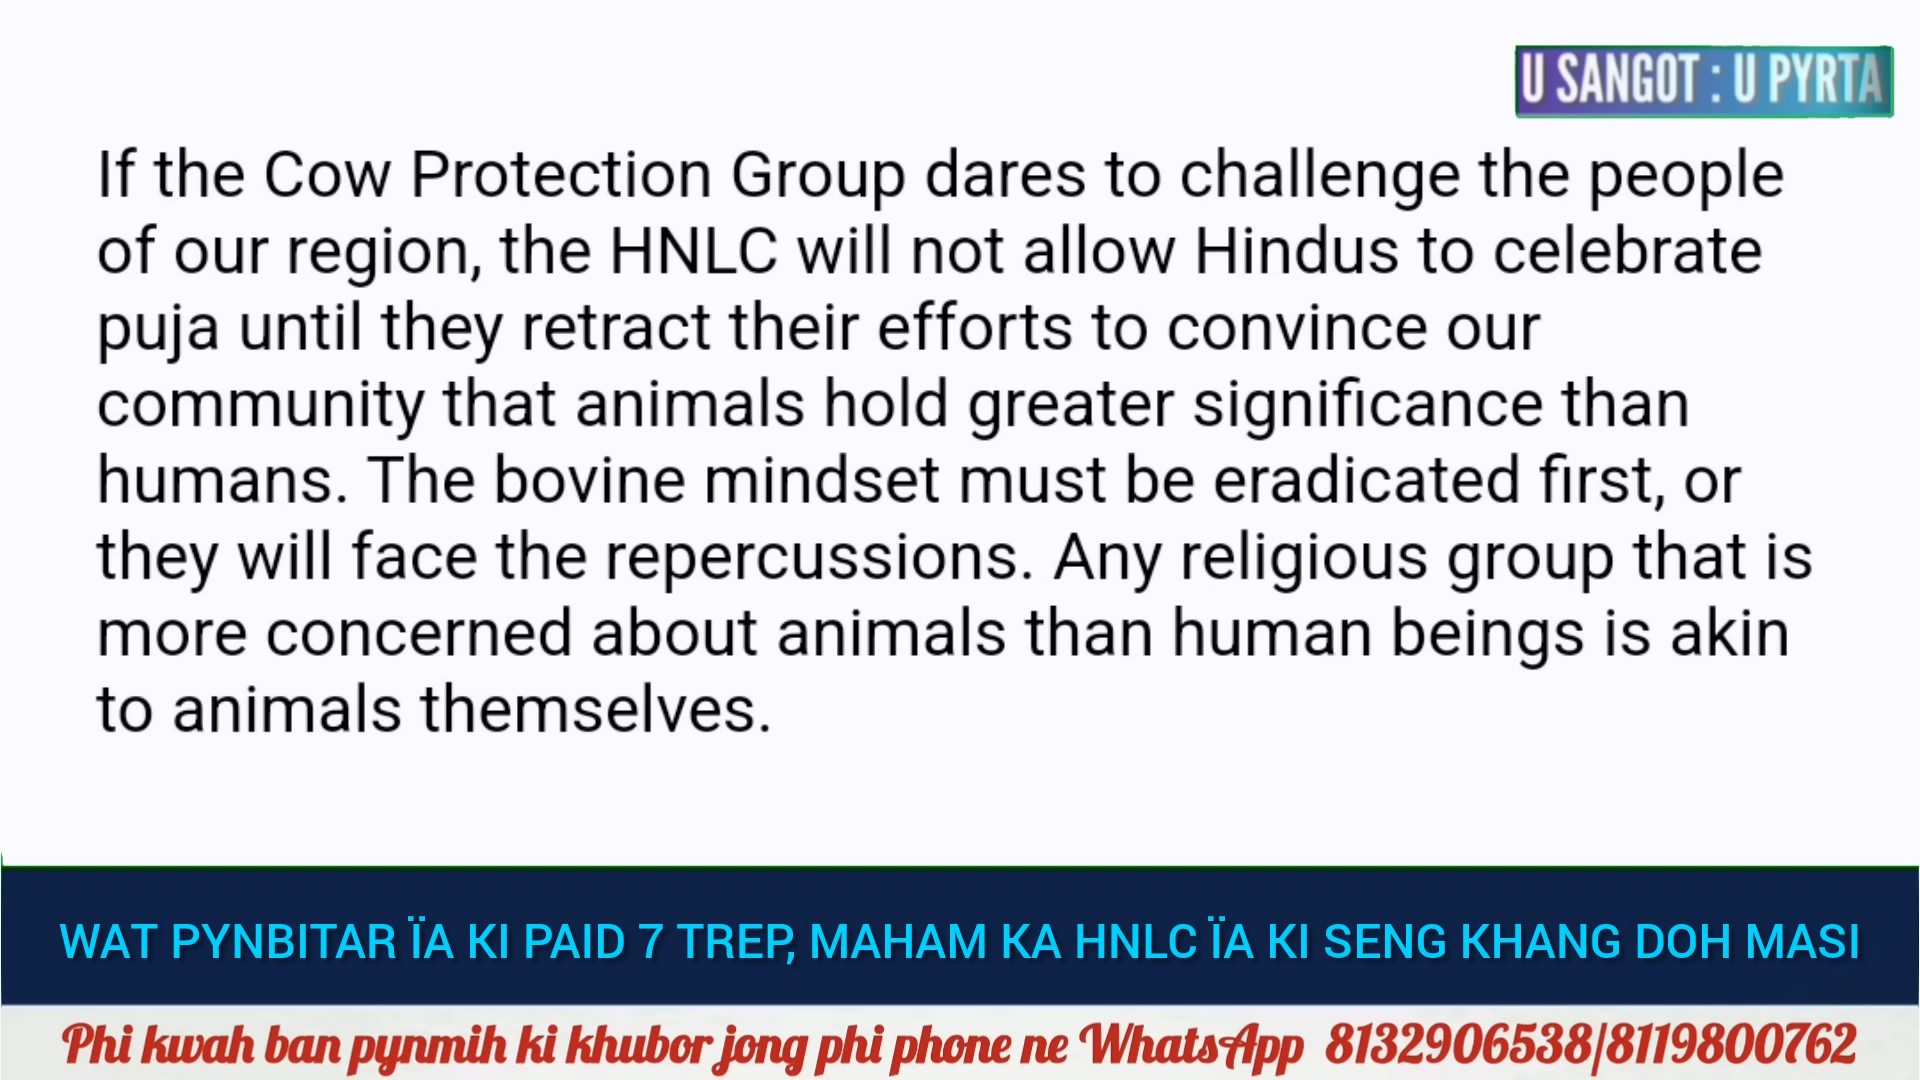 U SANGOT : U PYRTA
If the Cow Protection Group dares to challenge the people
of our region, the HNLC will not allow Hindus to celebrate
puja until they retract their efforts to convince our
community that animals hold greater significance than
humans. The bovine mindset must be eradicated first, or
they will face the repercussions. Any religious group that is
more concerned about animals than human beings is akin
to animals themselves.
WAT PYNBITAR ÏA KI PAID 7 TREP, MAHAM KA HNLC ÏA KI SENG KHANG DOH MASI
Phi kwah ban pynmih ki khubor jong phi phone ne WhatsApp 8132906538/8119800762